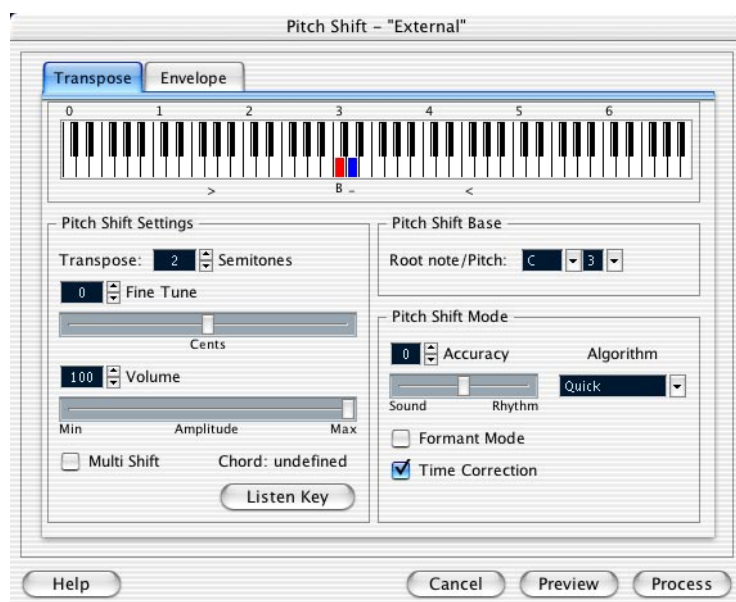 Pitch Shift – "External"
Transpose Envelope
0 1 2 3 4 5 6
> B – <
Pitch Shift Settings
Transpose: 2 Semitones
0 Fine Tune
Cents
100 Volume
Min Amplitude Max
Multi Shift Chord: undefined
Listen Key
Pitch Shift Base
Root note/Pitch: C 3
Pitch Shift Mode
0 Accuracy Algorithm
Quick
Sound Rhythm
Formant Mode
Time Correction
Help Cancel Preview Process